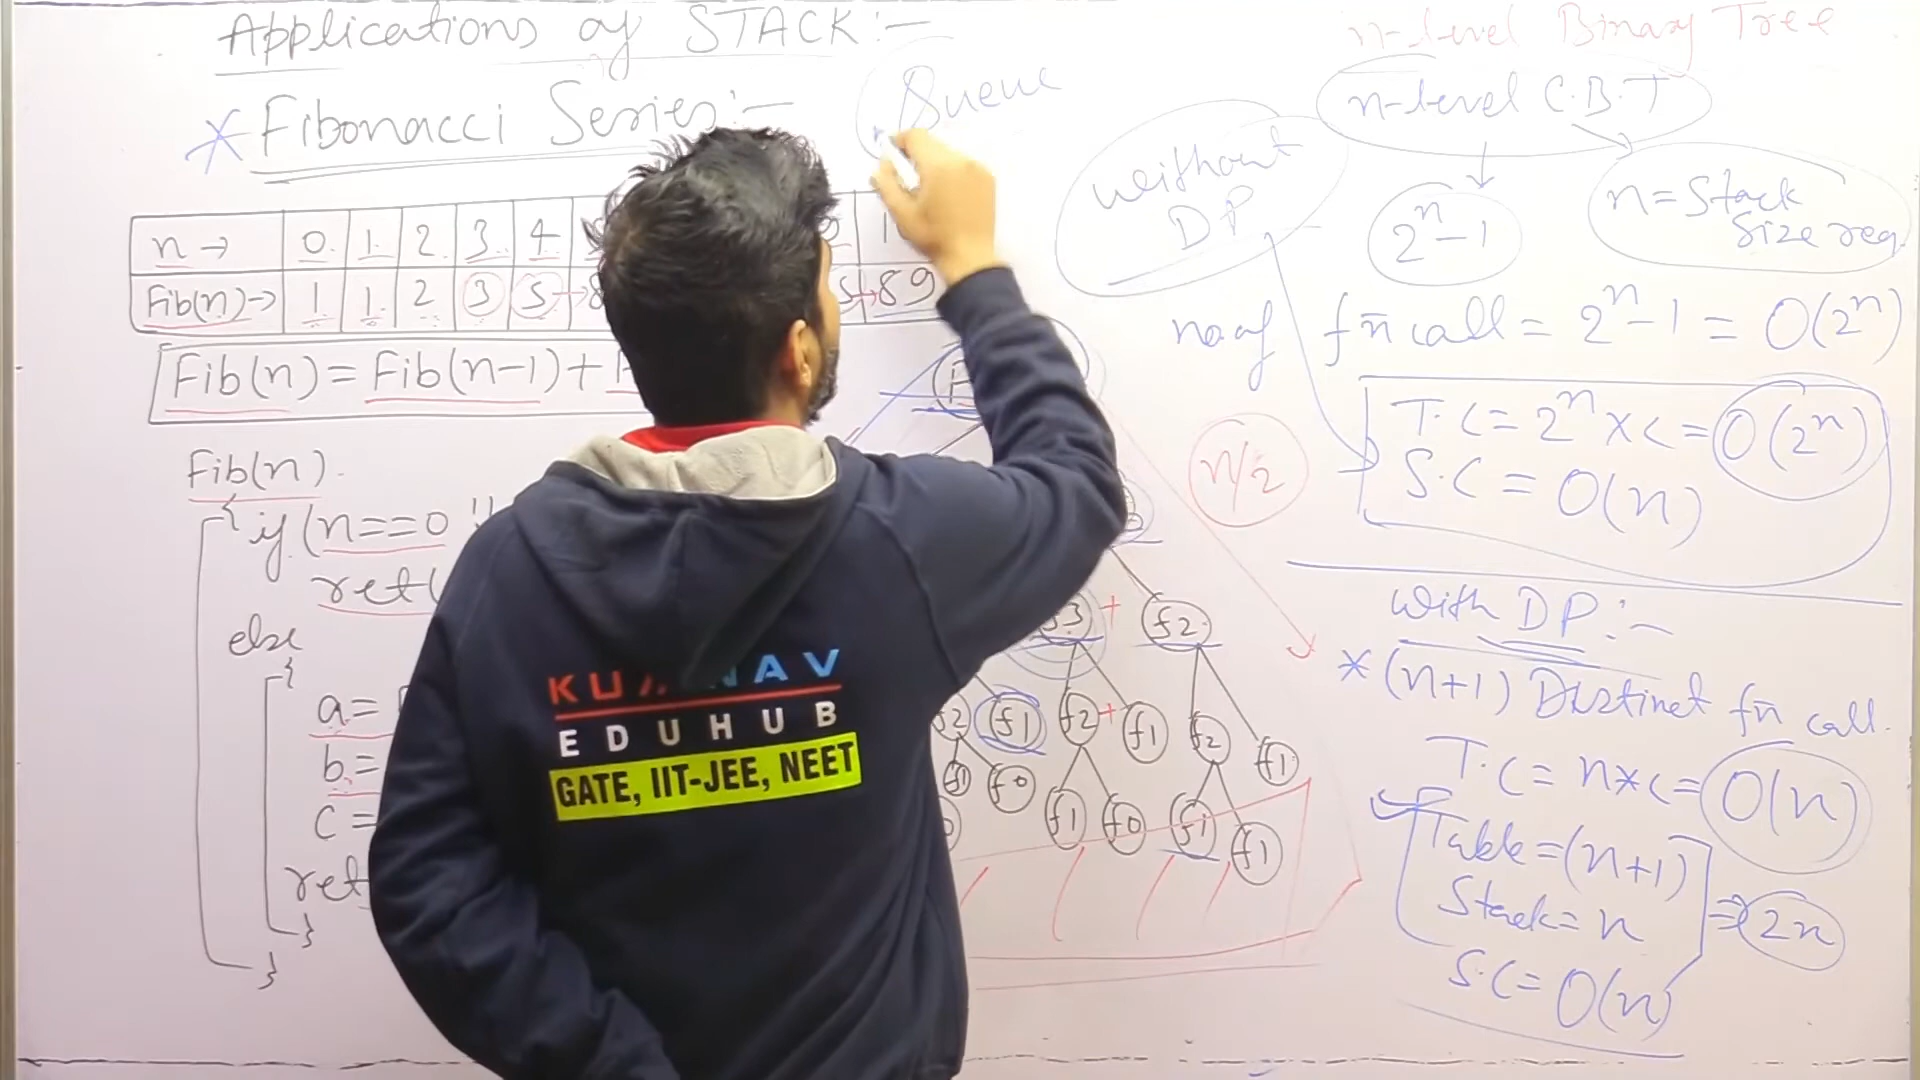 Applications of STACK:-
* Fibonacci Series:-
Queue
n → 0 1 2 3 4
Fib(n)→ 1 1 2 3 5 → 8 → 89
Fib(n) = Fib(n-1) +
Fib(n)
{ if (n==0 ||
ret(
else
{
a=
b=
c=
ret
}
}
f3 + f2
f2 f1 f2 + f1 f2 f1
f1 f0 f1 f0 f1 f1
n/2
KU NAV
EDUHUB
GATE, IIT-JEE, NEET
n-level Binary Tree
n-level C.B.T
without
DP
2^n-1
n=Stack
Size req.
no of fn call = 2^n-1 = O(2^n)
T.C = 2^n × C = O(2^n)
S.C = O(n)
With DP:-
* (n+1) Distinct fn call.
T.C = n*c = O(n)
Table = (n+1)
Stack = n
⇒ 2n
S.C = O(n)